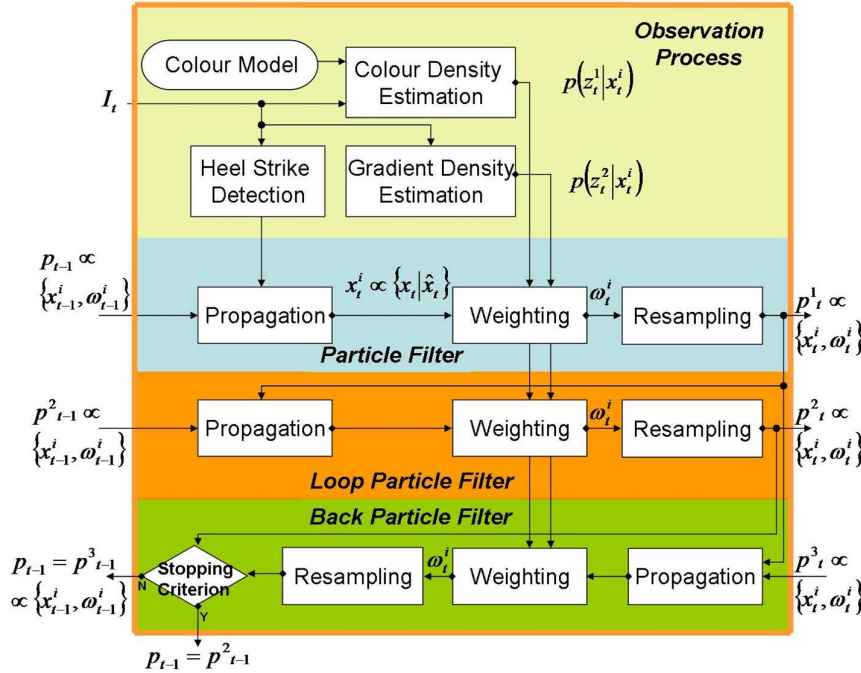 Observation
Process
Colour Model
Colour Density
Estimation
p(z_t^1|x_t^i)
I_t
Heel Strike
Detection
Gradient Density
Estimation
p(z_t^2|x_t^i)
p_{t-1} ∝
{x_{t-1}^i, ω_{t-1}^i}
x_t^i ∝ {x_t|x̂_t}
ω_t^i
p^1_t ∝
{x_t^i, ω_t^i}
Propagation
Weighting
Resampling
Particle Filter
p^2_{t-1} ∝
{x_{t-1}^i, ω_{t-1}^i}
Propagation
Weighting
ω_t^i
Resampling
p^2_t ∝
{x_t^i, ω_t^i}
Loop Particle Filter
Back Particle Filter
p_{t-1} = p^3_{t-1}
∝ {x_{t-1}^i, ω_{t-1}^i}
N
Stopping
Criterion
Y
Resampling
ω_t^i
Weighting
Propagation
p^3_t ∝
{x_t^i, ω_t^i}
p_{t-1} = p^2_{t-1}